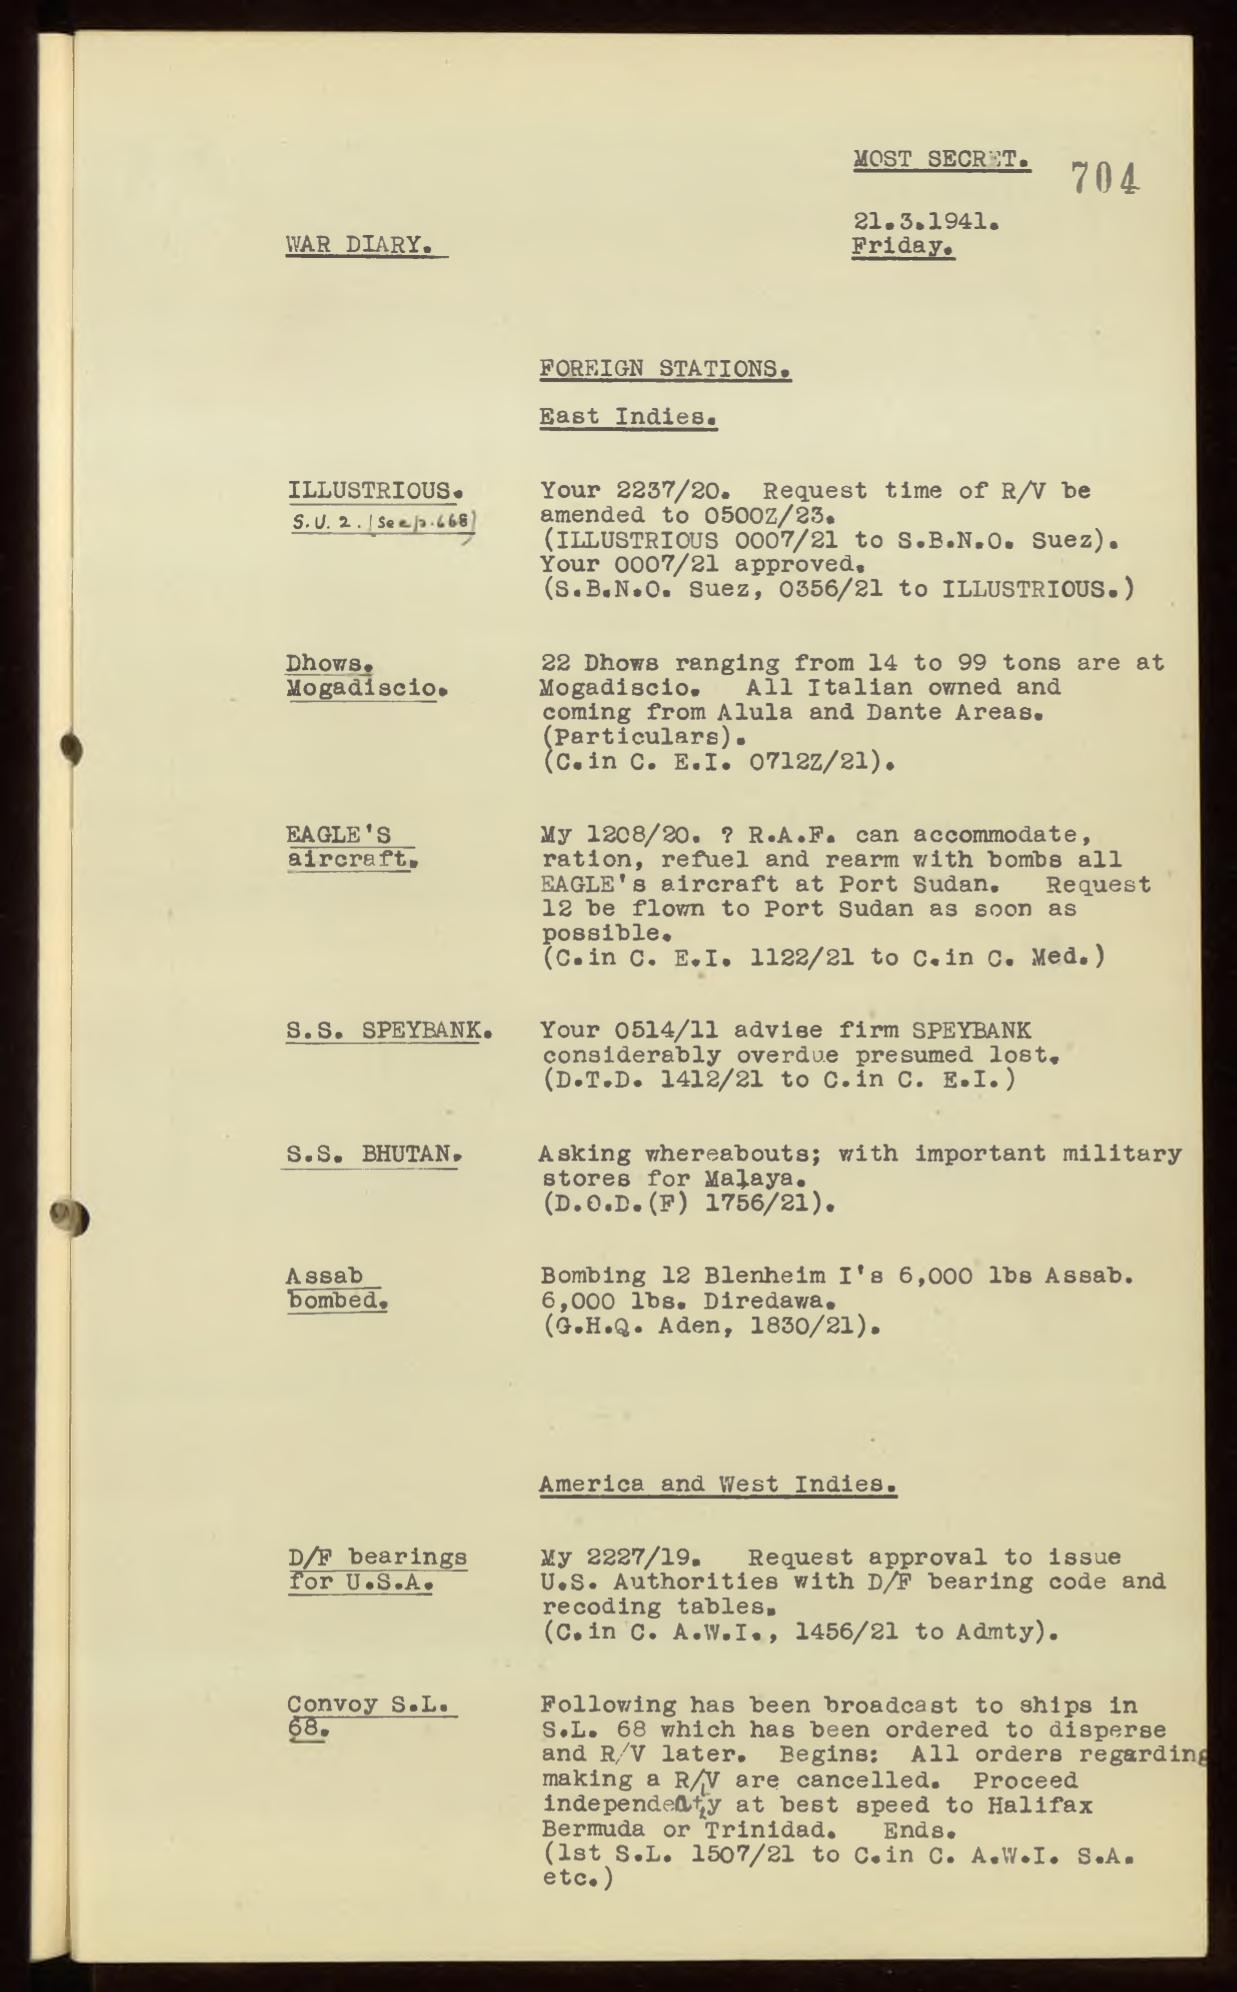 MOST SECRET.
704
21.3.1941.
WAR DIARY.
Friday.
FOREIGN STATIONS.
East Indies.
ILLUSTRIOUS.
S.U. 2. (See p. 668)
Your 2237/20. Request time of R/V be
amended to 0500Z/23.
(ILLUSTRIOUS 0007/21 to S.B.N.O. Suez).
Your 0007/21 approved.
(S.B.N.O. Suez, 0356/21 to ILLUSTRIOUS.)
Dhows.
Mogadiscio.
22 Dhows ranging from 14 to 99 tons are at
Mogadiscio. All Italian owned and
coming from Alula and Dante Areas.
(Particulars).
(C.in C. E.I. 0712Z/21).
EAGLE'S
aircraft.
My 1208/20. ? R.A.F. can accommodate,
ration, refuel and rearm with bombs all
EAGLE's aircraft at Port Sudan. Request
12 be flown to Port Sudan as soon as
possible.
(C.in C. E.I. 1122/21 to C.in C. Med.)
S.S. SPEYBANK.
Your 0514/11 advise firm SPEYBANK
considerably overdue presumed lost.
(D.T.D. 1412/21 to C.in C. E.I.)
S.S. BHUTAN.
Asking whereabouts; with important military
stores for Malaya.
(D.O.D.(F) 1756/21).
Assab
bombed.
Bombing 12 Blenheim I's 6,000 lbs Assab.
6,000 lbs. Diredawa.
(G.H.Q. Aden, 1830/21).
America and West Indies.
D/F bearings
for U.S.A.
My 2227/19. Request approval to issue
U.S. Authorities with D/F bearing code and
recoding tables.
(C.in C. A.W.I., 1456/21 to Admty).
Convoy S.L.
68.
Following has been broadcast to ships in
S.L. 68 which has been ordered to disperse
and R/V later. Begins: All orders regarding
making a R/V are cancelled. Proceed
independently at best speed to Halifax
Bermuda or Trinidad. Ends.
(1st S.L. 1507/21 to C.in C. A.W.I. S.A.
etc.)